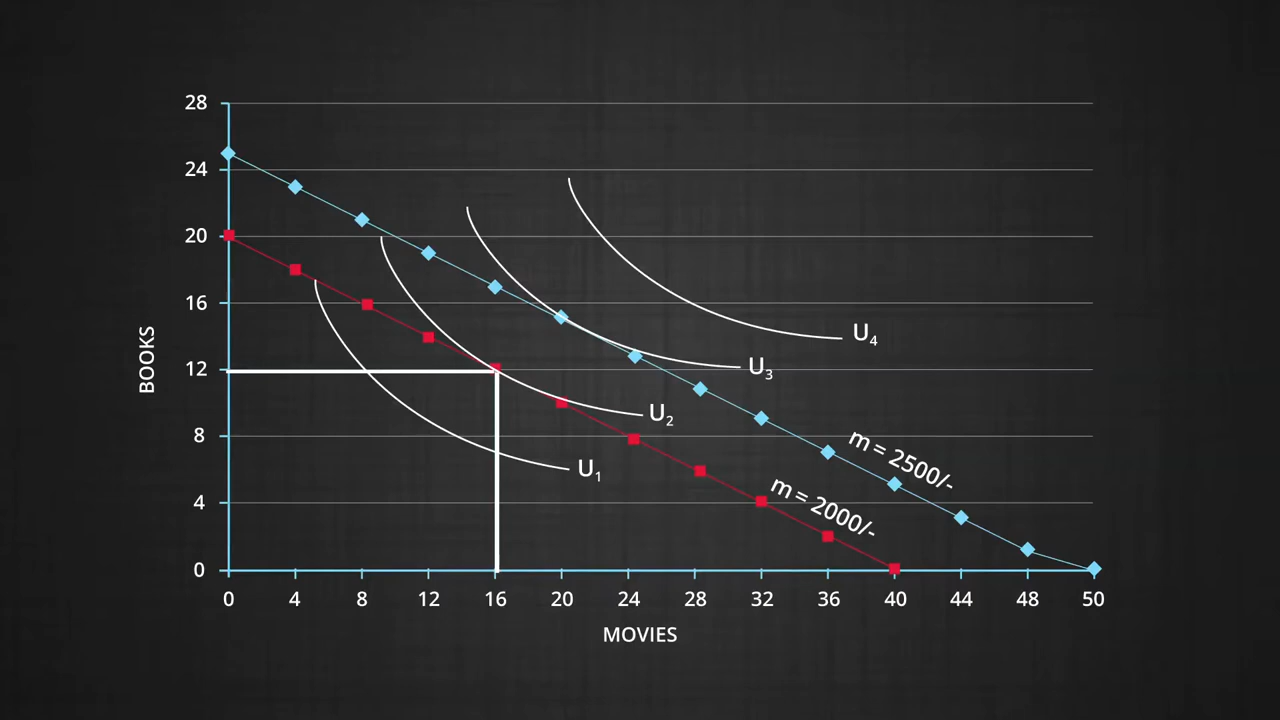 28
24
20
16
12
8
4
0
BOOKS
U4
U3
U2
U1
m = 2500/-
m = 2000/-
0 4 8 12 16 20 24 28 32 36 40 44 48 50
MOVIES